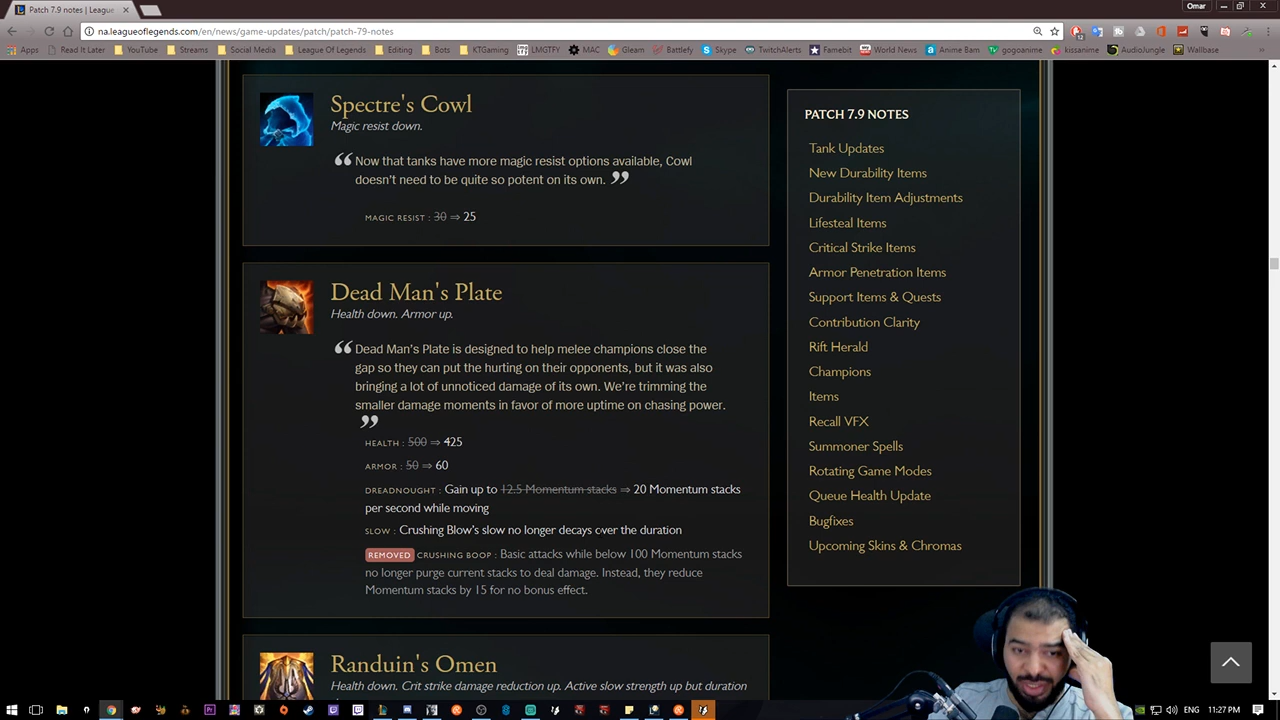 Patch 7.9 notes | League
Omar
na.leagueoflegends.com/en/news/game-updates/patch/patch-79-notes
Apps
Read It Later
YouTube
Streams
Social Media
League Of Legends
Editing
Bots
KTGaming
LMGTFY
MAC
Gleam
Battlefy
Skype
TwitchAlerts
Famebit
World News
Anime Bam
gogoanime
kissanime
AudioJungle
Wallbase
Spectre's Cowl
Magic resist down.
“ Now that tanks have more magic resist options available, Cowl
doesn't need to be quite so potent on its own. ”
MAGIC RESIST : 30 ⇒ 25
Dead Man's Plate
Health down. Armor up.
“ Dead Man's Plate is designed to help melee champions close the
gap so they can put the hurting on their opponents, but it was also
bringing a lot of unnoticed damage of its own. We're trimming the
smaller damage moments in favor of more uptime on chasing power.
”
HEALTH : 500 ⇒ 425
ARMOR : 50 ⇒ 60
DREADNOUGHT : Gain up to 12.5 Momentum stacks ⇒ 20 Momentum stacks
per second while moving
SLOW : Crushing Blow's slow no longer decays over the duration
REMOVED CRUSHING BOOP : Basic attacks while below 100 Momentum stacks
no longer purge current stacks to deal damage. Instead, they reduce
Momentum stacks by 15 for no bonus effect.
Randuin's Omen
Health down. Crit strike damage reduction up. Active slow strength up but duration
PATCH 7.9 NOTES
Tank Updates
New Durability Items
Durability Item Adjustments
Lifesteal Items
Critical Strike Items
Armor Penetration Items
Support Items & Quests
Contribution Clarity
Rift Herald
Champions
Items
Recall VFX
Summoner Spells
Rotating Game Modes
Queue Health Update
Bugfixes
Upcoming Skins & Chromas
ENG
11:27 PM